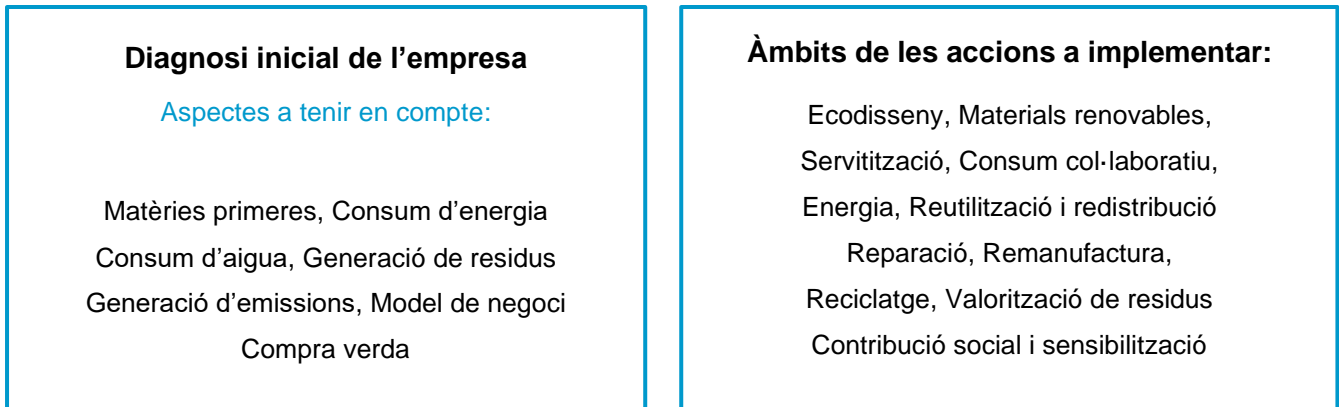 Diagnosi inicial de l’empresa
Aspectes a tenir en compte:
Matèries primeres, Consum d’energia
Consum d’aigua, Generació de residus
Generació d’emissions, Model de negoci
Compra verda
Àmbits de les accions a implementar:
Ecodisseny, Materials renovables,
Servitització, Consum col·laboratiu,
Energia, Reutilització i redistribució
Reparació, Remanufactura,
Reciclatge, Valorització de residus
Contribució social i sensibilització